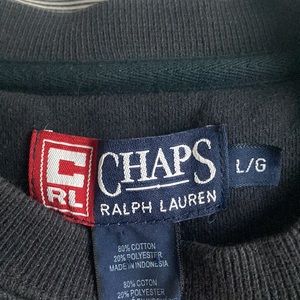 C
RL
CHAPS
RALPH LAUREN
L/G
80% COTTON
20% POLYESTER
MADE IN INDONESIA
80% COTTON
20% POLYESTER